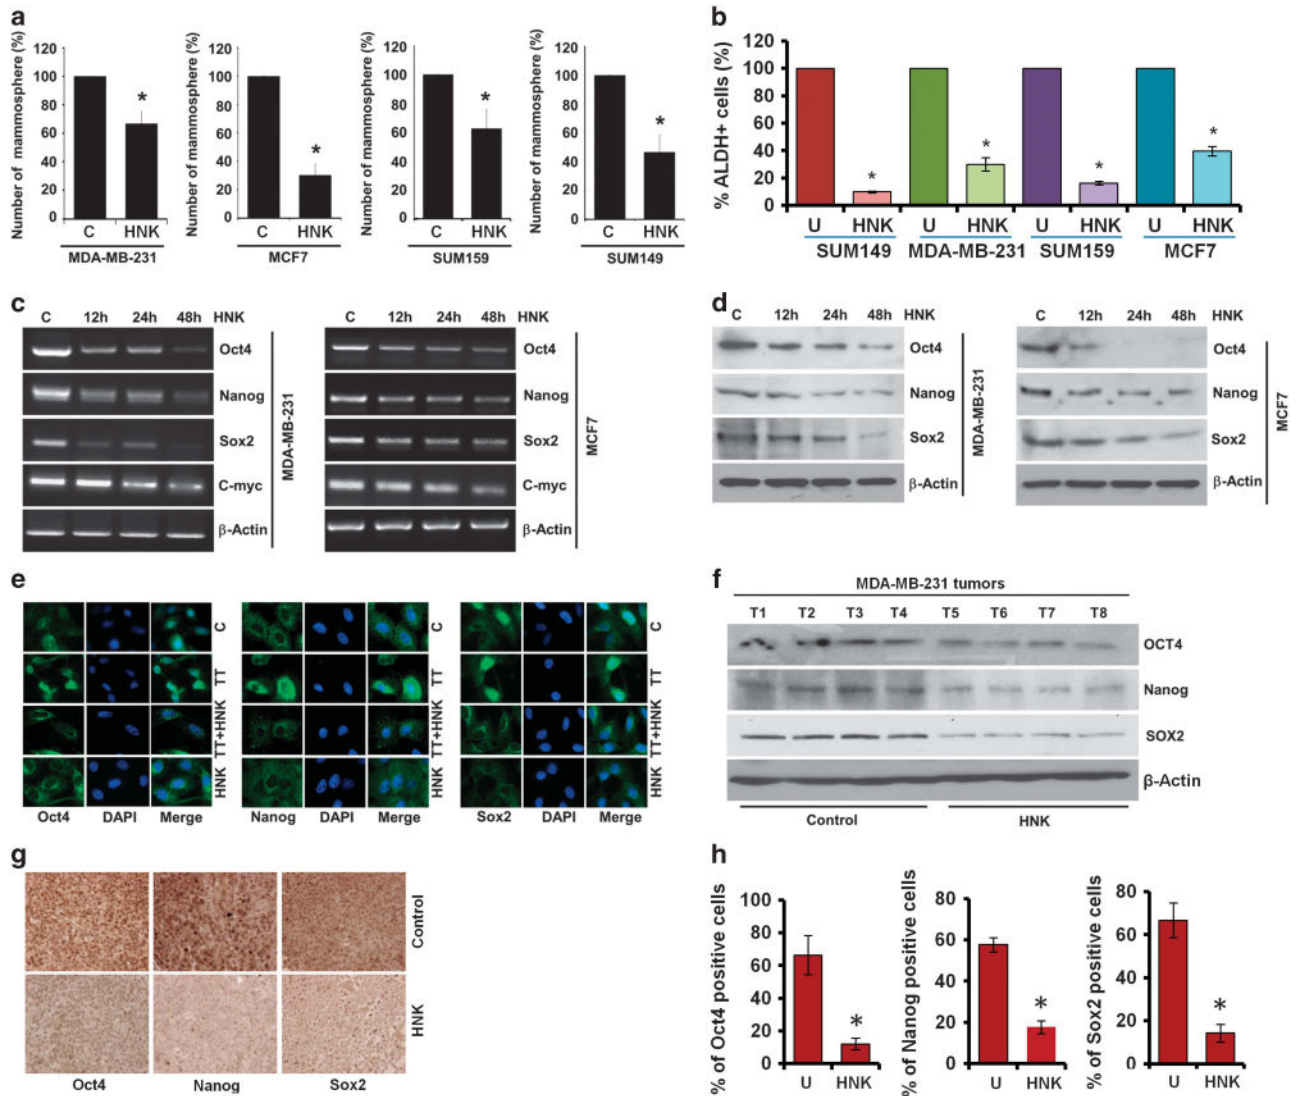 a
Number of mammosphere (%)
120
100
80
60
40
20
0
*
C HNK
MDA-MB-231
Number of mammosphere (%)
120
100
80
60
40
20
0
*
C HNK
MCF7
Number of mammosphere (%)
120
100
80
60
40
20
0
*
C HNK
SUM159
Number of mammosphere (%)
120
100
80
60
40
20
0
*
C HNK
SUM149
b
% ALDH+ cells (%)
120
100
80
60
40
20
0
* * * *
U HNK U HNK U HNK U HNK
SUM149 MDA-MB-231 SUM159 MCF7
c
C 12h 24h 48h HNK
Oct4
Nanog
Sox2
C-myc
β-Actin
MDA-MB-231
C 12h 24h 48h HNK
Oct4
Nanog
Sox2
C-myc
β-Actin
MCF7
d
C 12h 24h 48h HNK
Oct4
Nanog
Sox2
β-Actin
MDA-MB-231
C 12h 24h 48h HNK
Oct4
Nanog
Sox2
β-Actin
MCF7
e
C
TT
TT+HNK
HNK
Oct4 DAPI Merge
C
TT
TT+HNK
HNK
Nanog DAPI Merge
C
TT
TT+HNK
HNK
Sox2 DAPI Merge
f
MDA-MB-231 tumors
T1 T2 T3 T4 T5 T6 T7 T8
OCT4
Nanog
SOX2
β-Actin
Control HNK
g
Control
HNK
Oct4 Nanog Sox2
h
% of Oct4 positive cells
100
80
60
40
20
0
*
U HNK
% of Nanog positive cells
80
60
40
20
0
*
U HNK
% of Sox2 positive cells
80
60
40
20
0
*
U HNK